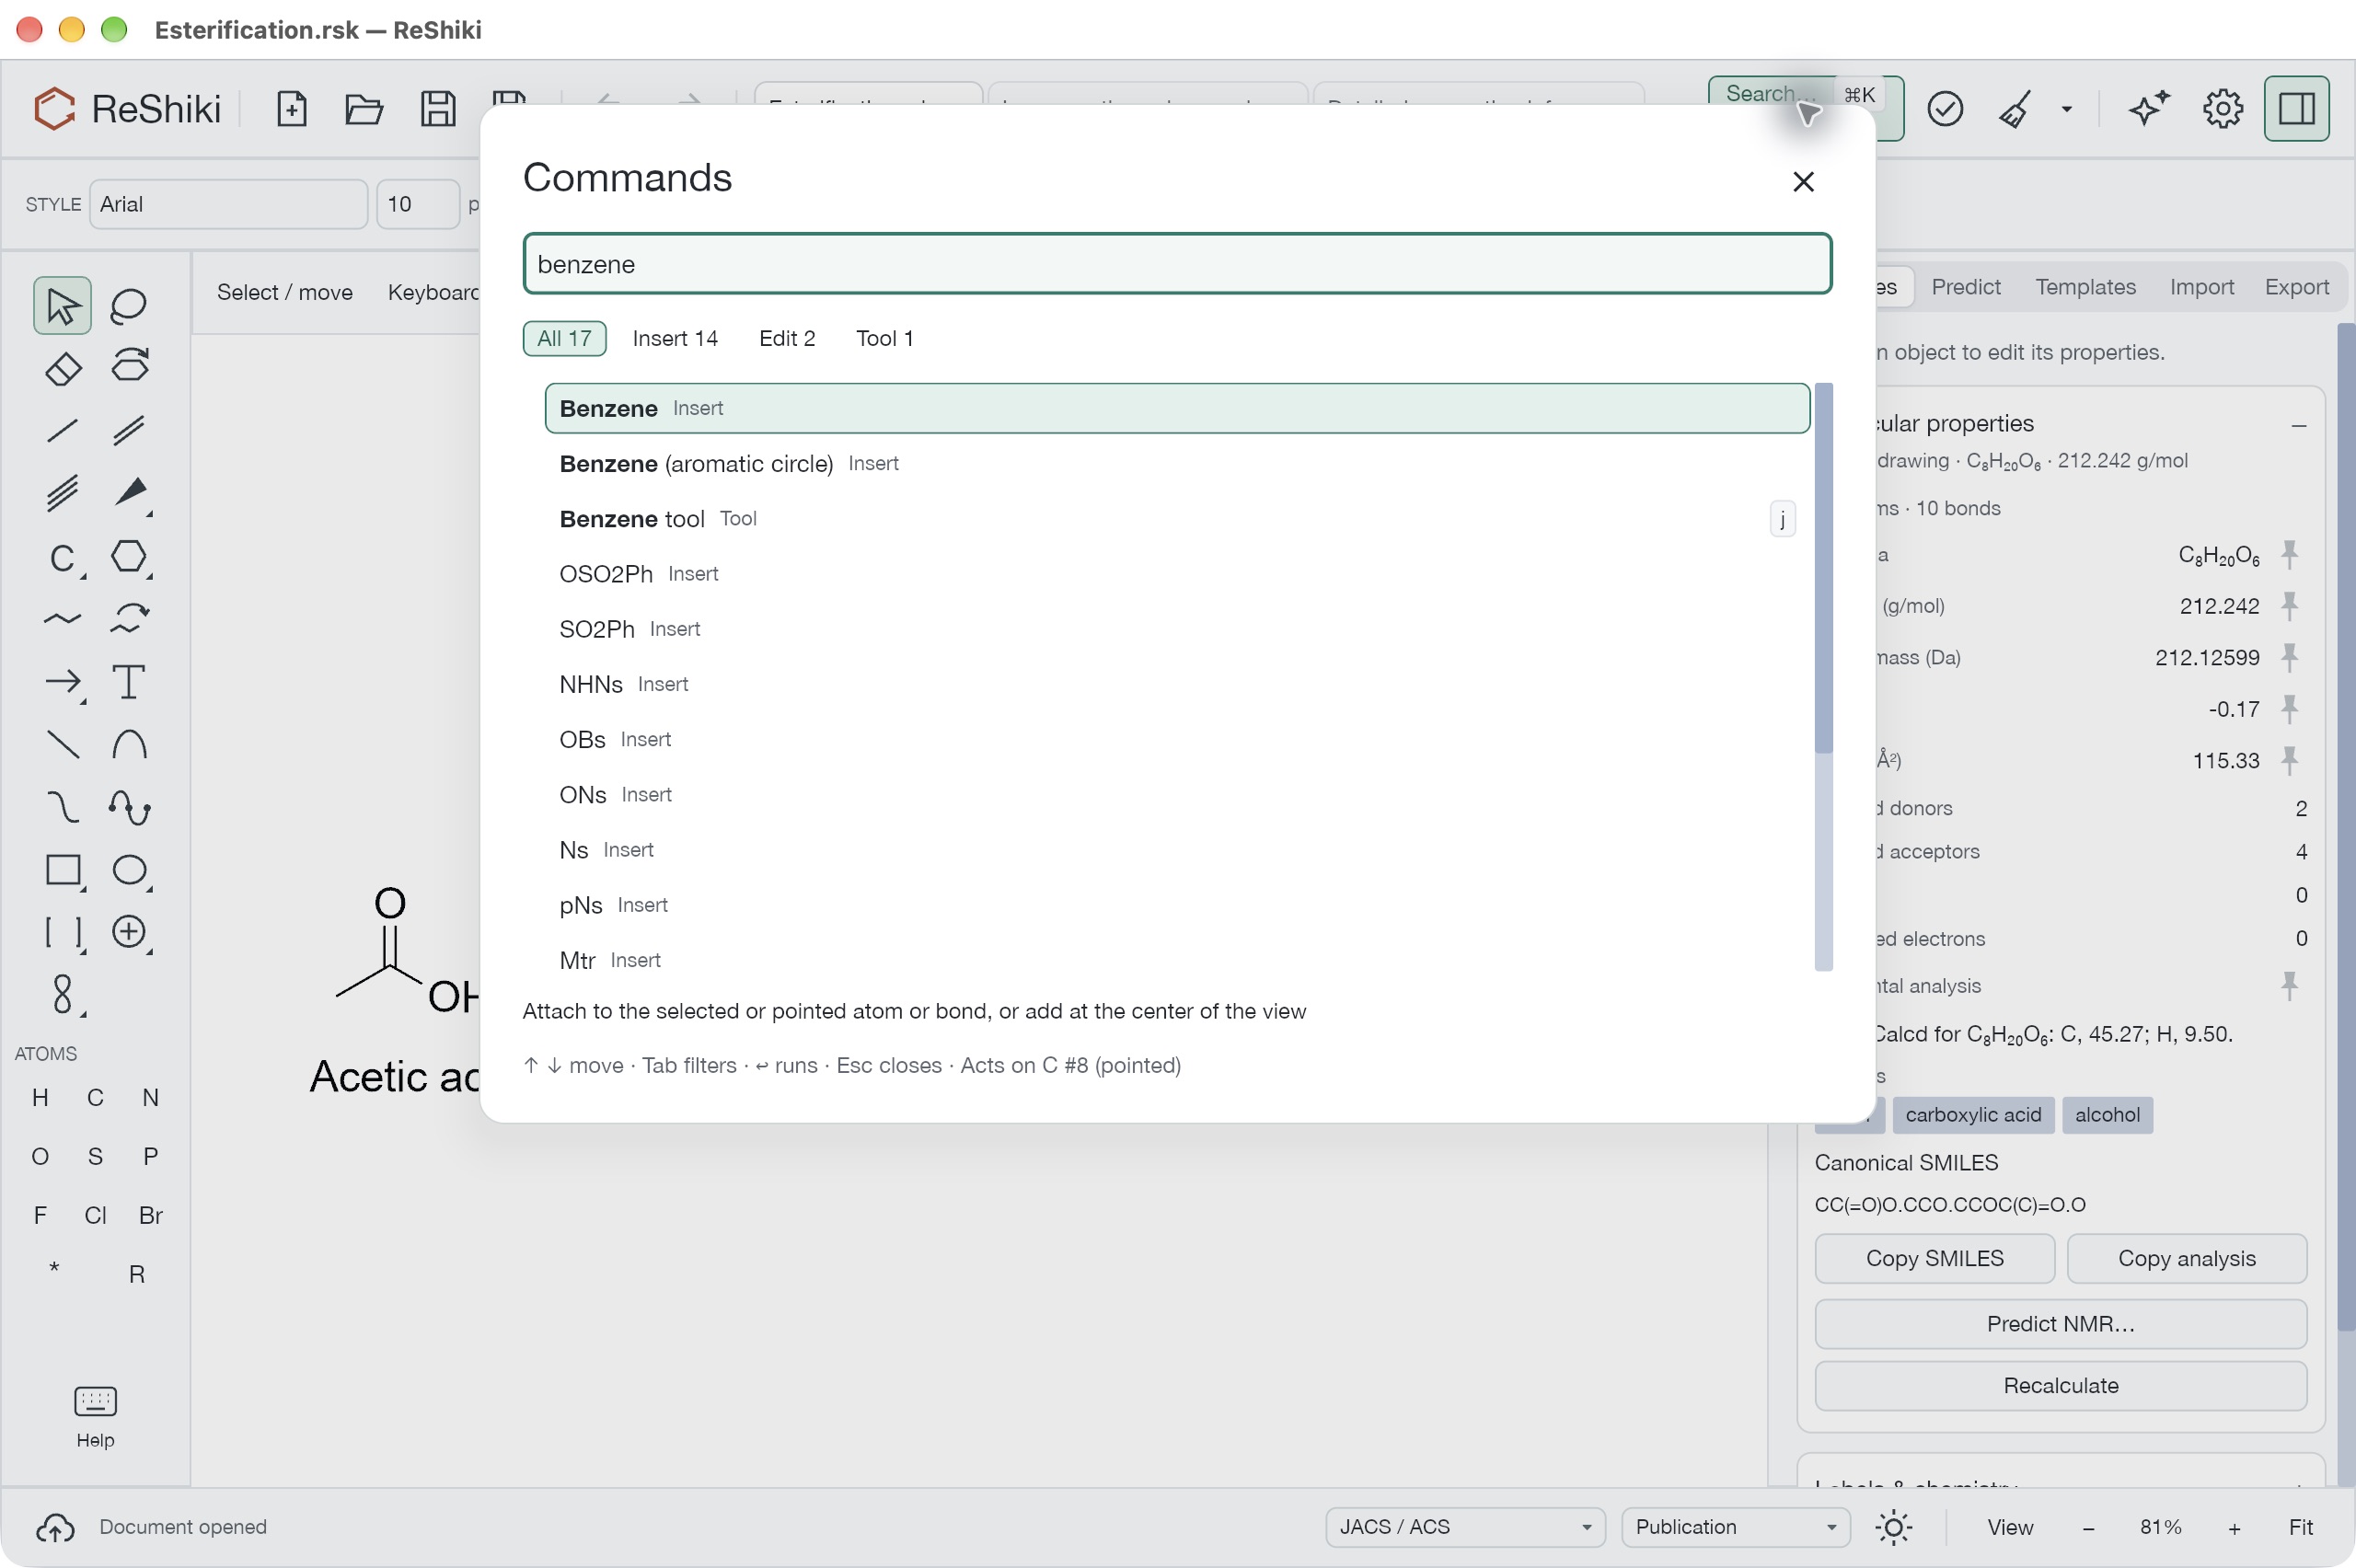 Esterification.rsk — ReShiki
ReShiki
Search...
⌘K
STYLE
Arial
10
Select / move
Commands
benzene
All 17
Insert 14
Edit 2
Tool 1
Benzene Insert
Benzene (aromatic circle) Insert
Benzene tool Tool
j
OSO2Ph Insert
SO2Ph Insert
NHNs Insert
OBs Insert
ONs Insert
Ns Insert
pNs Insert
Mtr Insert
Attach to the selected or pointed atom or bond, or add at the center of the view
↑ ↓ move · Tab filters · ↩ runs · Esc closes · Acts on C #8 (pointed)
C
T
ATOMS
H C N
O S P
F Cl Br
* R
Help
O
OH
Acetic
Predict
Templates
Import
Export
object to edit its properties.
properties
drawing · C₈H₂₀O₆ · 212.242 g/mol
· 10 bonds
C₈H₂₀O₆
(g/mol)
212.242
mass (Da)
212.12599
-0.17
Å²)
115.33
donors
2
acceptors
4
0
electrons
0
analysis
Calcd for C₈H₂₀O₆: C, 45.27; H, 9.50.
carboxylic acid
alcohol
Canonical SMILES
CC(=O)O.CCO.CCOC(C)=O.O
Copy SMILES
Copy analysis
Predict NMR...
Recalculate
Document opened
JACS / ACS
Publication
View
–
81%
+
Fit